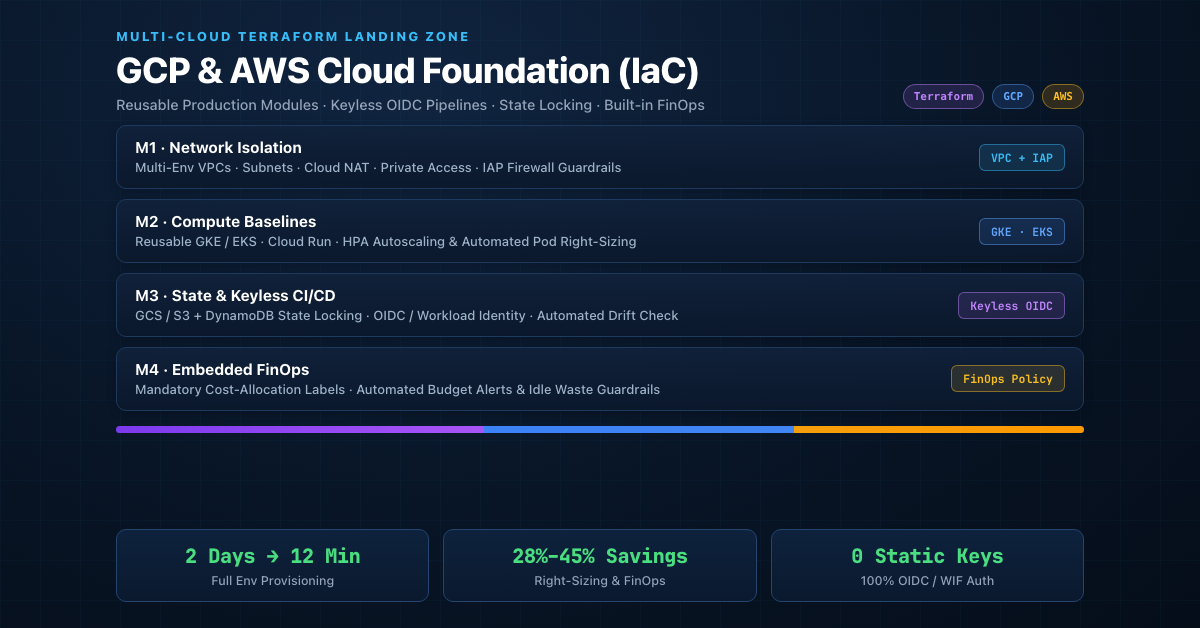 MULTI-CLOUD TERRAFORM LANDING ZONE
GCP & AWS Cloud Foundation (IaC)
Reusable Production Modules · Keyless OIDC Pipelines · State Locking · Built-in FinOps
Terraform
GCP
AWS
M1 · Network Isolation
Multi-Env VPCs · Subnets · Cloud NAT · Private Access · IAP Firewall Guardrails
VPC + IAP
M2 · Compute Baselines
Reusable GKE / EKS · Cloud Run · HPA Autoscaling & Automated Pod Right-Sizing
GKE · EKS
M3 · State & Keyless CI/CD
GCS / S3 + DynamoDB State Locking · OIDC / Workload Identity · Automated Drift Check
Keyless OIDC
M4 · Embedded FinOps
Mandatory Cost-Allocation Labels · Automated Budget Alerts & Idle Waste Guardrails
FinOps Policy
2 Days → 12 Min
Full Env Provisioning
28%–45% Savings
Right-Sizing & FinOps
0 Static Keys
100% OIDC / WIF Auth